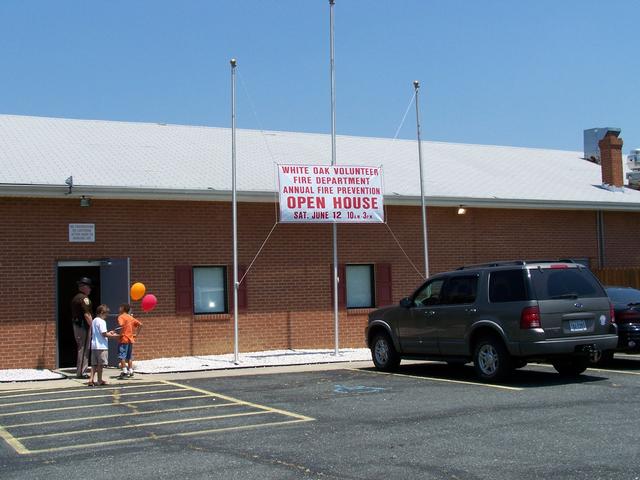 WHITE OAK VOLUNTEER
FIRE DEPARTMENT
ANNUAL FIRE PREVENTION
OPEN HOUSE
SAT. JUNE 12 10AM 3PM